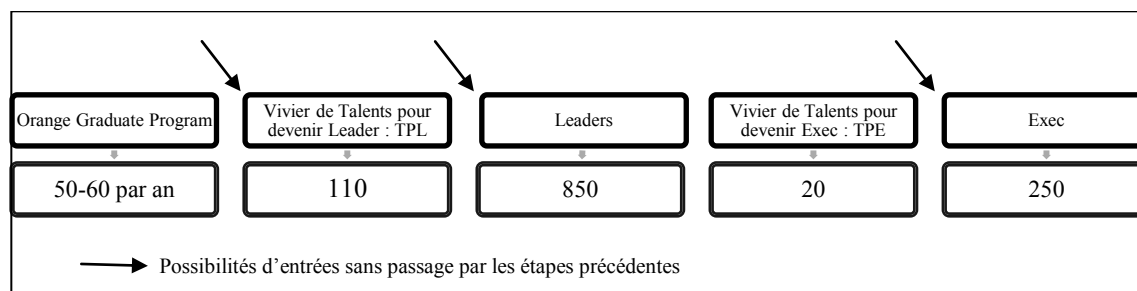 Orange Graduate Program
Vivier de Talents pour
devenir Leader : TPL
Leaders
Vivier de Talents pour
devenir Exec : TPE
Exec
50-60 par an
110
850
20
250
Possibilités d’entrées sans passage par les étapes précédentes